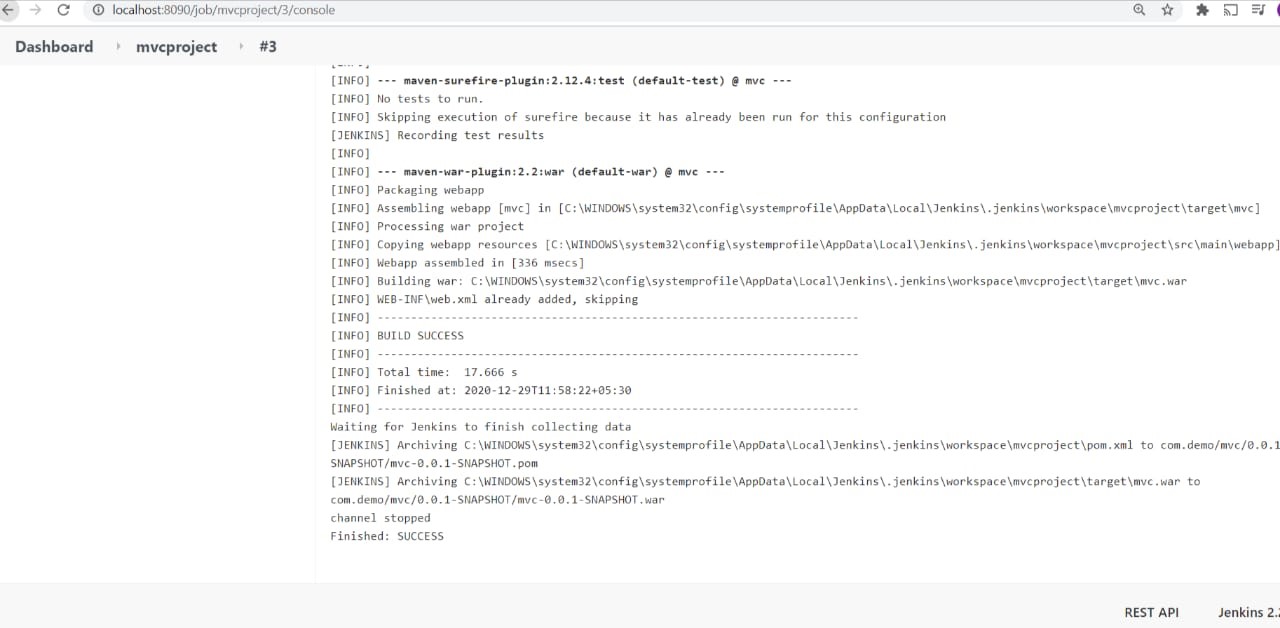 localhost:8090/job/mvcproject/3/console
Dashboard mvcproject #3
[INFO] --- maven-surefire-plugin:2.12.4:test (default-test) @ mvc ---
[INFO] No tests to run.
[INFO] Skipping execution of surefire because it has already been run for this configuration
[JENKINS] Recording test results
[INFO]
[INFO] --- maven-war-plugin:2.2:war (default-war) @ mvc ---
[INFO] Packaging webapp
[INFO] Assembling webapp [mvc] in [C:\WINDOWS\system32\config\systemprofile\AppData\Local\Jenkins\.jenkins\workspace\mvcproject\target\mvc]
[INFO] Processing war project
[INFO] Copying webapp resources [C:\WINDOWS\system32\config\systemprofile\AppData\Local\Jenkins\.jenkins\workspace\mvcproject\src\main\webapp]
[INFO] Webapp assembled in [336 msecs]
[INFO] Building war: C:\WINDOWS\system32\config\systemprofile\AppData\Local\Jenkins\.jenkins\workspace\mvcproject\target\mvc.war
[INFO] WEB-INF\web.xml already added, skipping
[INFO] ------------------------------------------------------------------------
[INFO] BUILD SUCCESS
[INFO] ------------------------------------------------------------------------
[INFO] Total time:  17.666 s
[INFO] Finished at: 2020-12-29T11:58:22+05:30
[INFO] ------------------------------------------------------------------------
Waiting for Jenkins to finish collecting data
[JENKINS] Archiving C:\WINDOWS\system32\config\systemprofile\AppData\Local\Jenkins\.jenkins\workspace\mvcproject\pom.xml to com.demo/mvc/0.0.1
SNAPSHOT/mvc-0.0.1-SNAPSHOT.pom
[JENKINS] Archiving C:\WINDOWS\system32\config\systemprofile\AppData\Local\Jenkins\.jenkins\workspace\mvcproject\target\mvc.war to
com.demo/mvc/0.0.1-SNAPSHOT/mvc-0.0.1-SNAPSHOT.war
channel stopped
Finished: SUCCESS
REST API Jenkins 2.